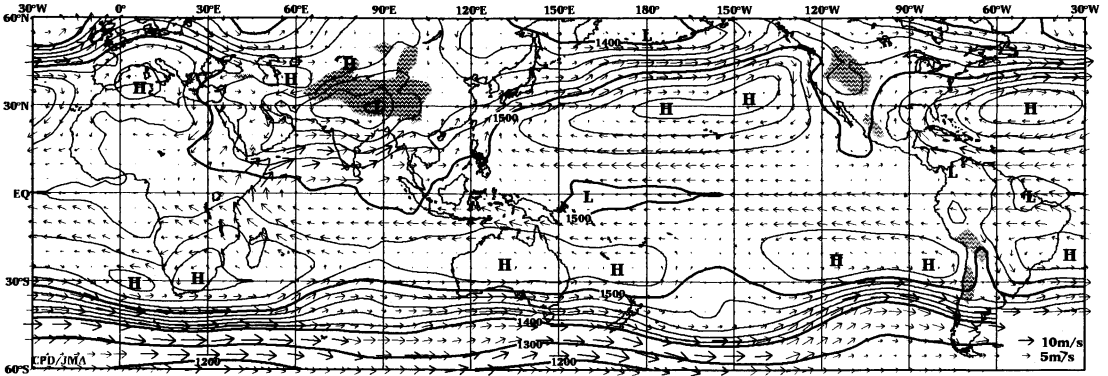 30°W 0° 30°E 60°E 90°E 120°E 150°E 180° 150°W 120°W 90°W 60°W 30°W
60°N
1400 L
H H
H
H H H
30°N
1500
L
EQ L L
1500
H H H H H
H H H
30°S
1500
1400
1300
10m/s
CPD/JMA 1200 1200 5m/s
60°S